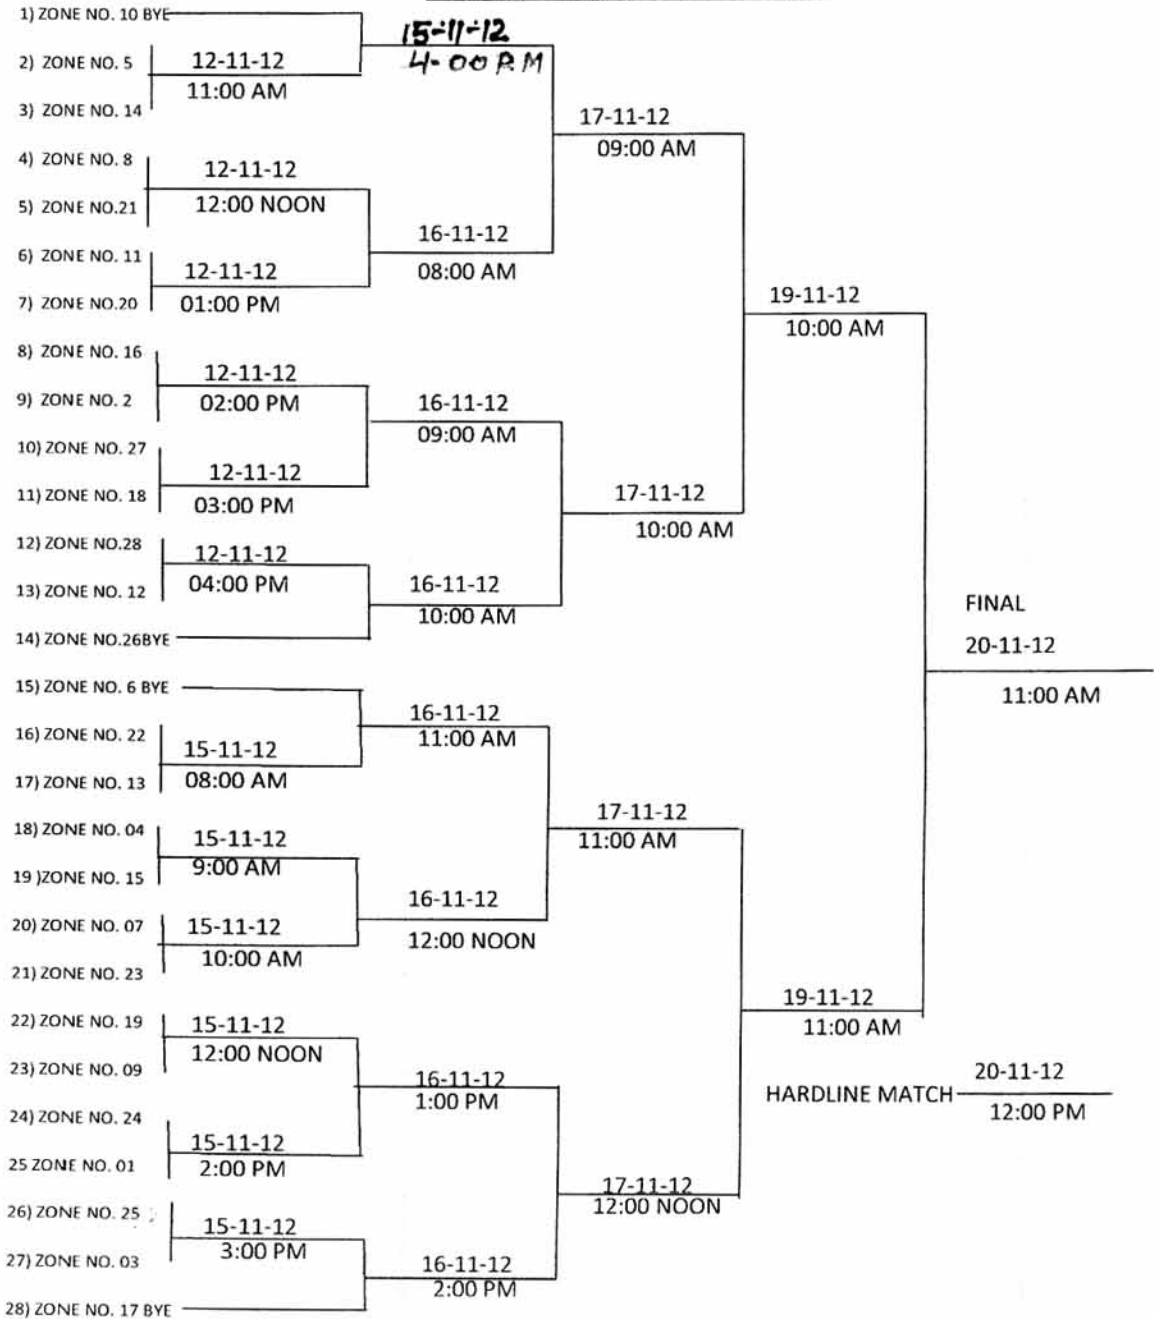 1) ZONE NO. 10 BYE
2) ZONE NO. 5
3) ZONE NO. 14
4) ZONE NO. 8
5) ZONE NO.21
6) ZONE NO. 11
7) ZONE NO.20
8) ZONE NO. 16
9) ZONE NO. 2
10) ZONE NO. 27
11) ZONE NO. 18
12) ZONE NO.28
13) ZONE NO. 12
14) ZONE NO.26BYE
15) ZONE NO. 6 BYE
16) ZONE NO. 22
17) ZONE NO. 13
18) ZONE NO. 04
19 )ZONE NO. 15
20) ZONE NO. 07
21) ZONE NO. 23
22) ZONE NO. 19
23) ZONE NO. 09
24) ZONE NO. 24
25 ZONE NO. 01
26) ZONE NO. 25
27) ZONE NO. 03
28) ZONE NO. 17 BYE
12-11-12
11:00 AM
12-11-12
12:00 NOON
12-11-12
01:00 PM
12-11-12
02:00 PM
12-11-12
03:00 PM
12-11-12
04:00 PM
15-11-12
08:00 AM
15-11-12
9:00 AM
15-11-12
10:00 AM
15-11-12
12:00 NOON
15-11-12
2:00 PM
15-11-12
3:00 PM
15-11-12
4-00 P.M
16-11-12
08:00 AM
16-11-12
09:00 AM
16-11-12
10:00 AM
16-11-12
11:00 AM
16-11-12
12:00 NOON
16-11-12
1:00 PM
16-11-12
2:00 PM
17-11-12
09:00 AM
17-11-12
10:00 AM
17-11-12
11:00 AM
17-11-12
12:00 NOON
19-11-12
10:00 AM
19-11-12
11:00 AM
FINAL
20-11-12
11:00 AM
HARDLINE MATCH
20-11-12
12:00 PM